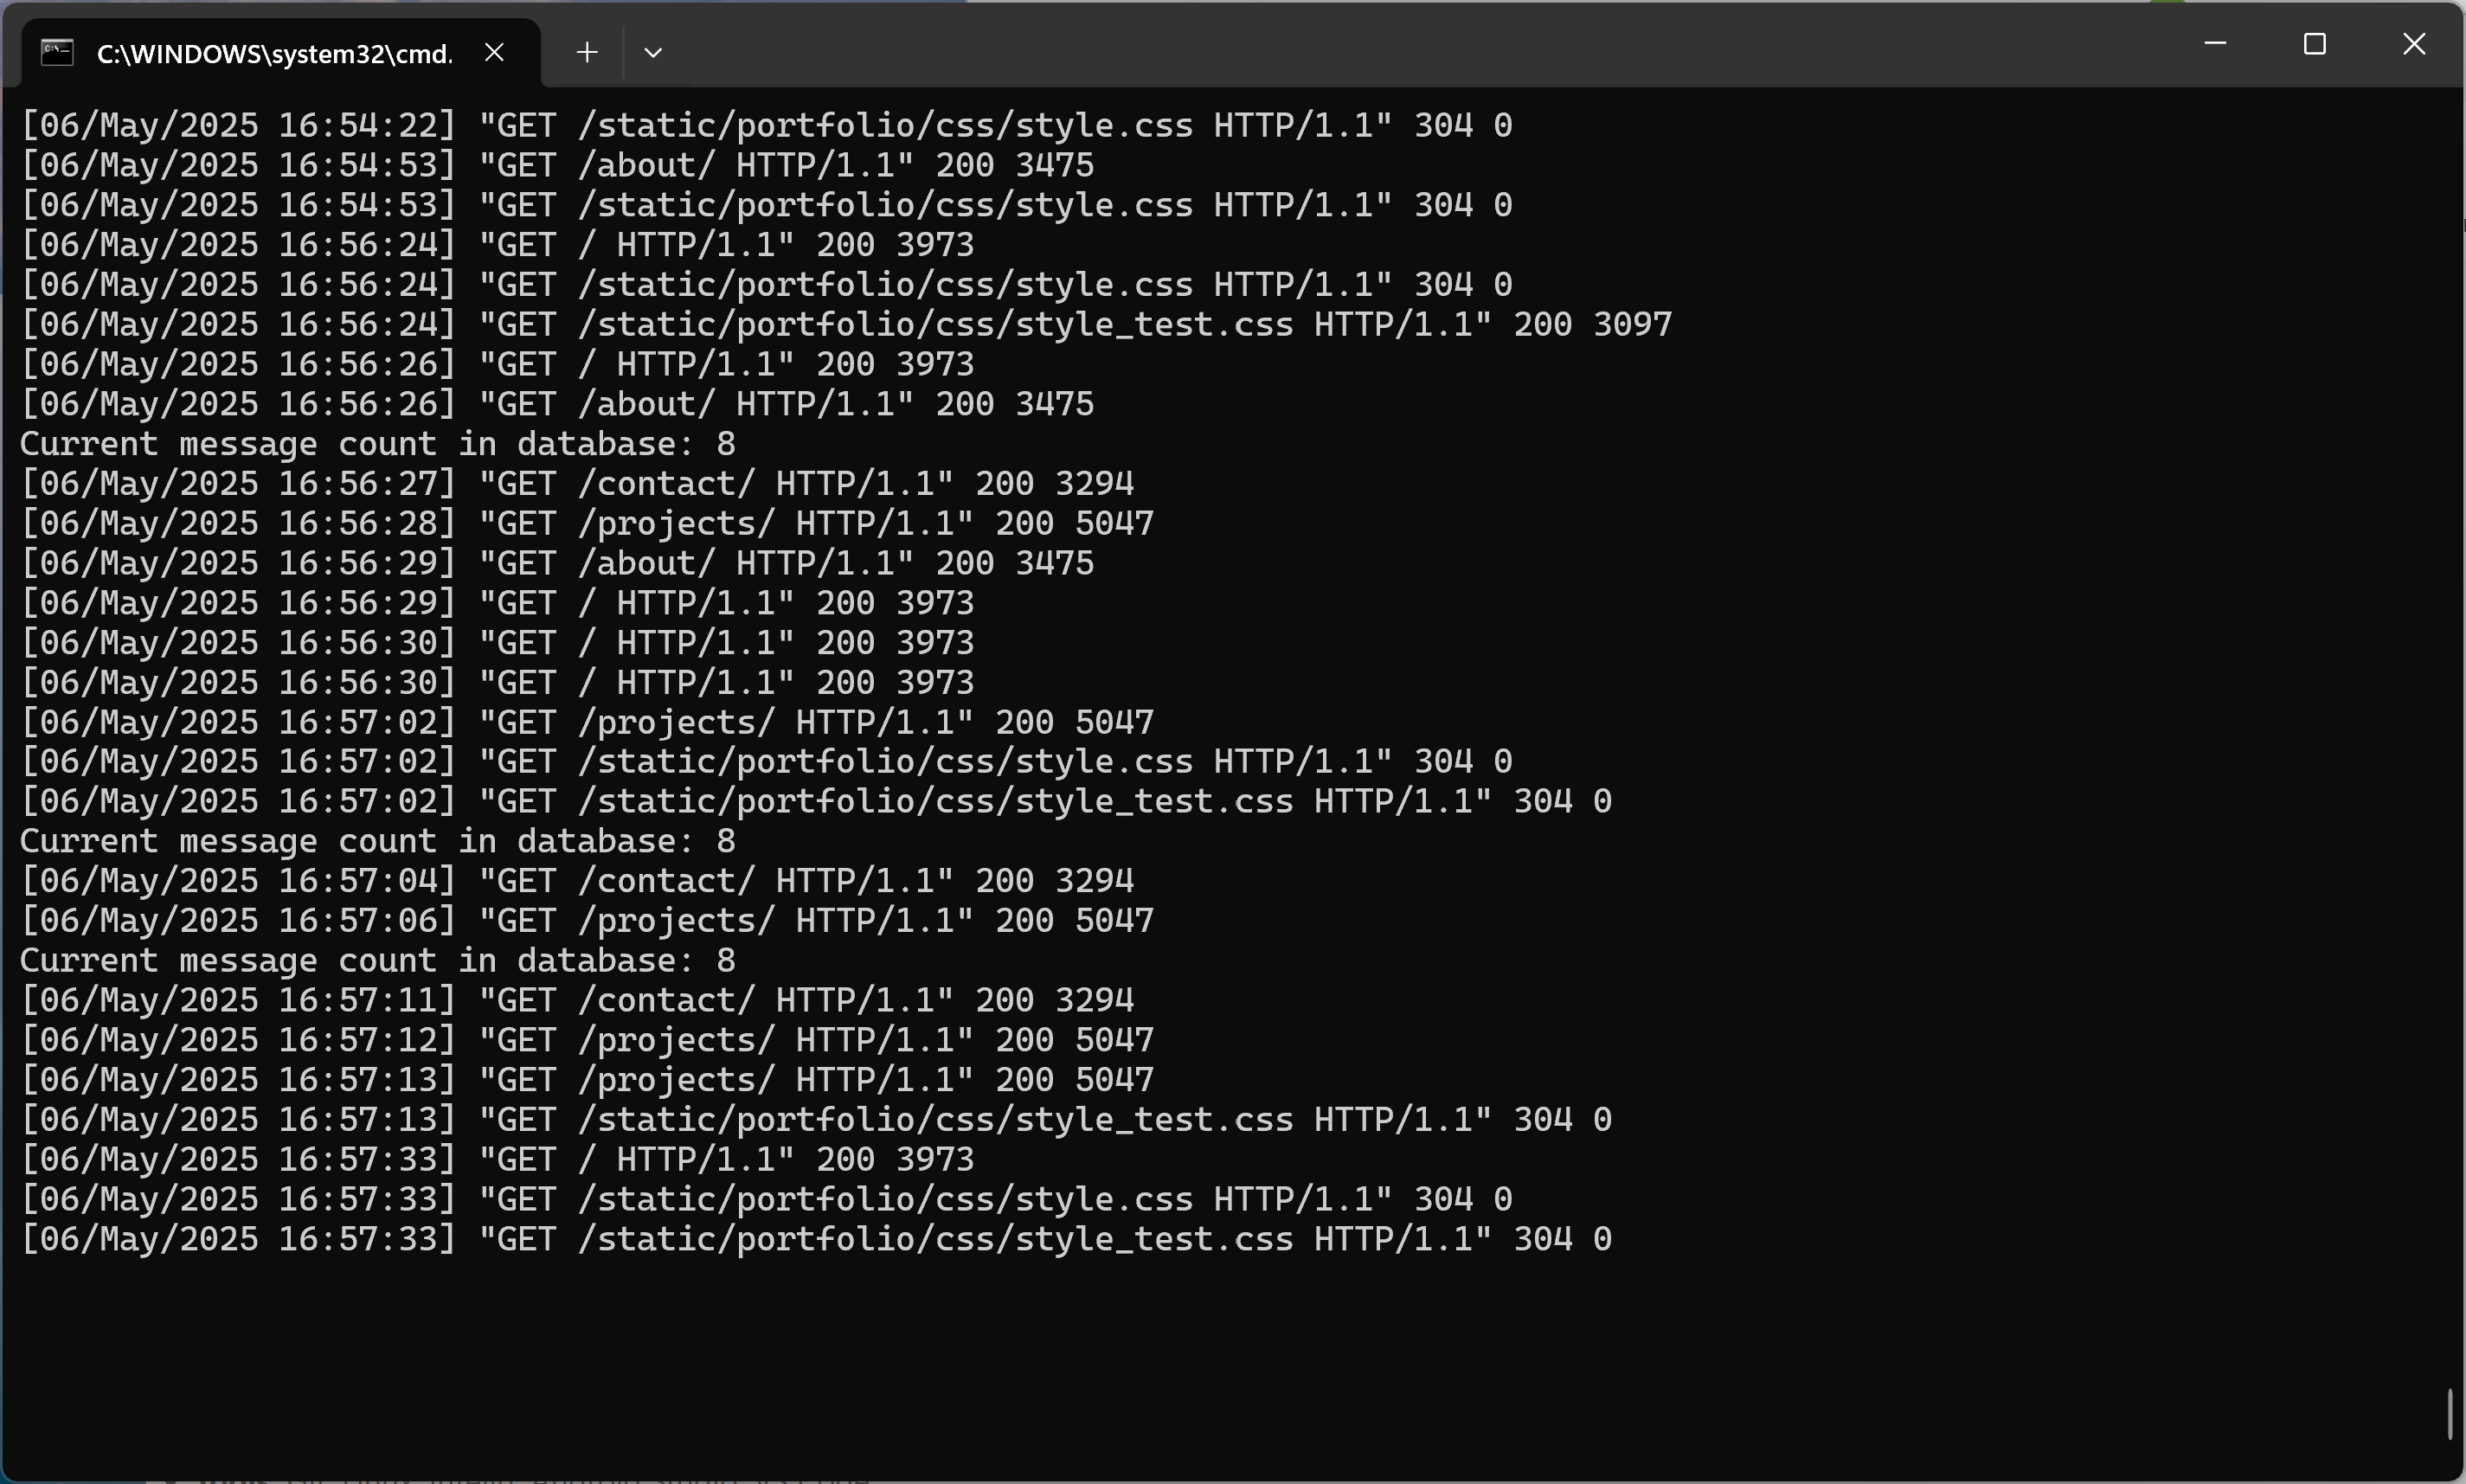 C:\WINDOWS\system32\cmd.
[06/May/2025 16:54:22] "GET /static/portfolio/css/style.css HTTP/1.1" 304 0
[06/May/2025 16:54:53] "GET /about/ HTTP/1.1" 200 3475
[06/May/2025 16:54:53] "GET /static/portfolio/css/style.css HTTP/1.1" 304 0
[06/May/2025 16:56:24] "GET / HTTP/1.1" 200 3973
[06/May/2025 16:56:24] "GET /static/portfolio/css/style.css HTTP/1.1" 304 0
[06/May/2025 16:56:24] "GET /static/portfolio/css/style_test.css HTTP/1.1" 200 3097
[06/May/2025 16:56:26] "GET / HTTP/1.1" 200 3973
[06/May/2025 16:56:26] "GET /about/ HTTP/1.1" 200 3475
Current message count in database: 8
[06/May/2025 16:56:27] "GET /contact/ HTTP/1.1" 200 3294
[06/May/2025 16:56:28] "GET /projects/ HTTP/1.1" 200 5047
[06/May/2025 16:56:29] "GET /about/ HTTP/1.1" 200 3475
[06/May/2025 16:56:29] "GET / HTTP/1.1" 200 3973
[06/May/2025 16:56:30] "GET / HTTP/1.1" 200 3973
[06/May/2025 16:56:30] "GET / HTTP/1.1" 200 3973
[06/May/2025 16:57:02] "GET /projects/ HTTP/1.1" 200 5047
[06/May/2025 16:57:02] "GET /static/portfolio/css/style.css HTTP/1.1" 304 0
[06/May/2025 16:57:02] "GET /static/portfolio/css/style_test.css HTTP/1.1" 304 0
Current message count in database: 8
[06/May/2025 16:57:04] "GET /contact/ HTTP/1.1" 200 3294
[06/May/2025 16:57:06] "GET /projects/ HTTP/1.1" 200 5047
Current message count in database: 8
[06/May/2025 16:57:11] "GET /contact/ HTTP/1.1" 200 3294
[06/May/2025 16:57:12] "GET /projects/ HTTP/1.1" 200 5047
[06/May/2025 16:57:13] "GET /projects/ HTTP/1.1" 200 5047
[06/May/2025 16:57:13] "GET /static/portfolio/css/style_test.css HTTP/1.1" 304 0
[06/May/2025 16:57:33] "GET / HTTP/1.1" 200 3973
[06/May/2025 16:57:33] "GET /static/portfolio/css/style.css HTTP/1.1" 304 0
[06/May/2025 16:57:33] "GET /static/portfolio/css/style_test.css HTTP/1.1" 304 0